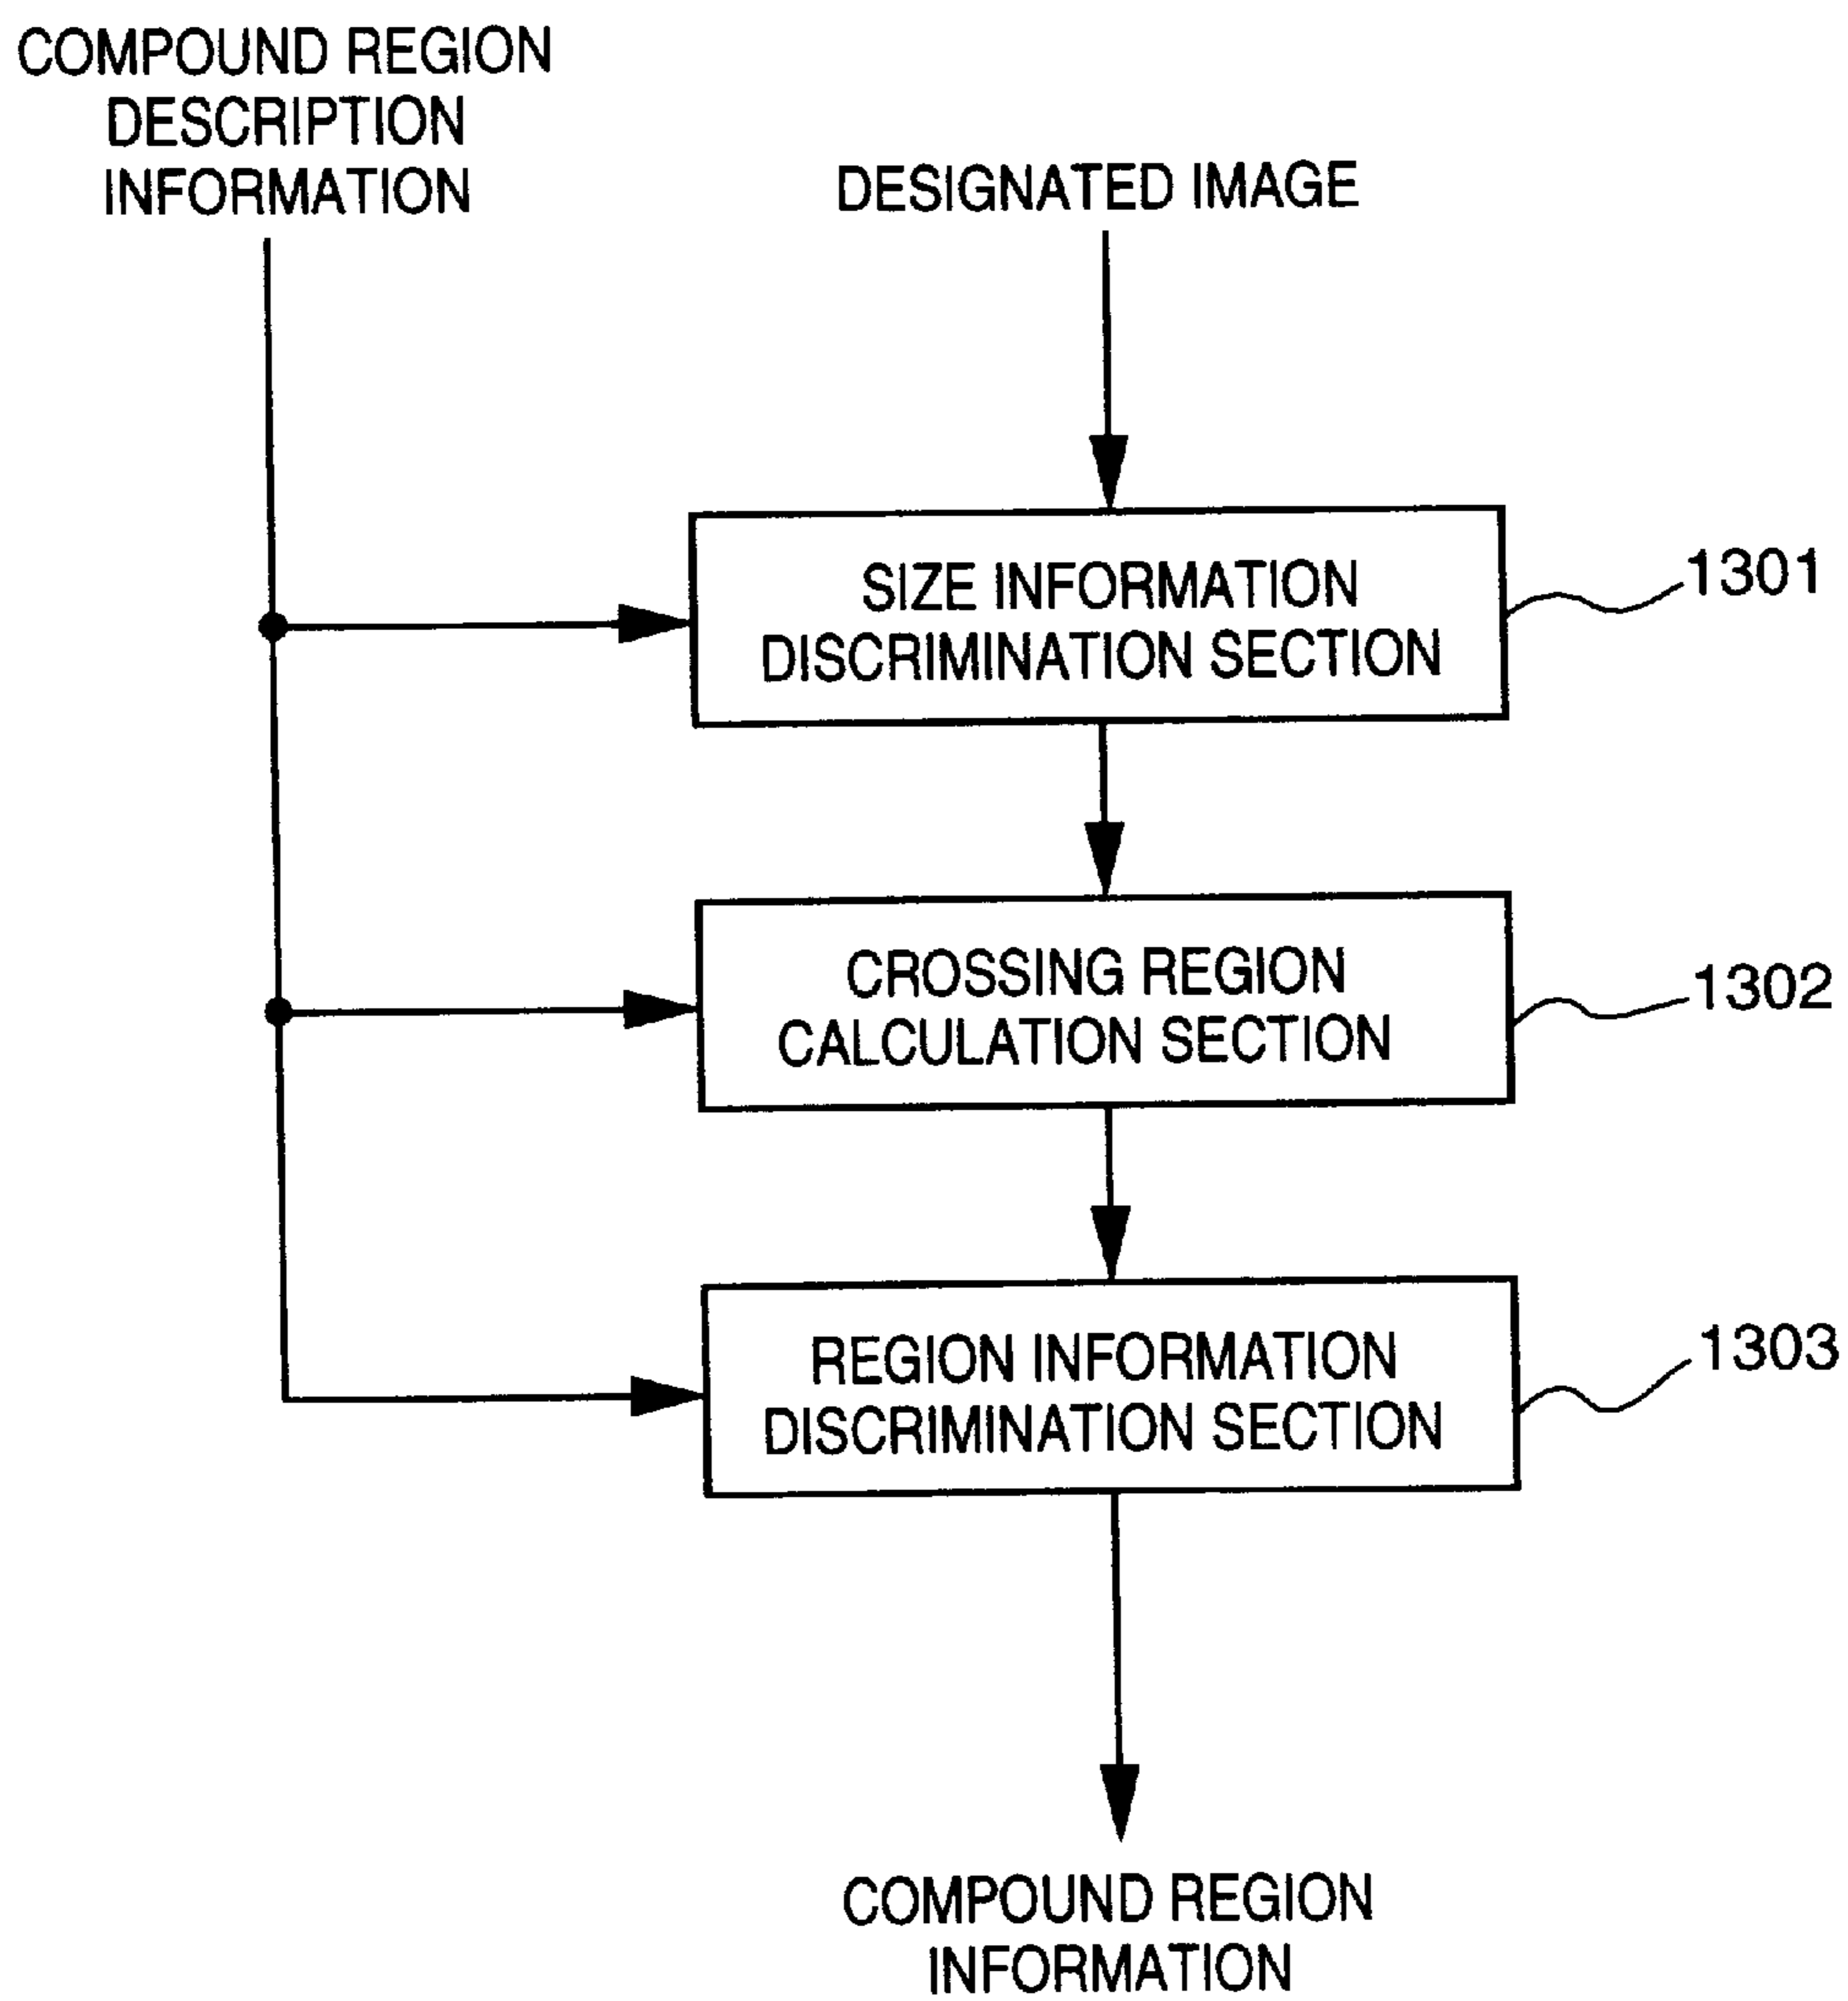 COMPOUND REGION
DESCRIPTION
INFORMATION
DESIGNATED IMAGE
SIZE INFORMATION
DISCRIMINATION SECTION
1301
CROSSING REGION
CALCULATION SECTION
1302
REGION INFORMATION
DISCRIMINATION SECTION
1303
COMPOUND REGION
INFORMATION